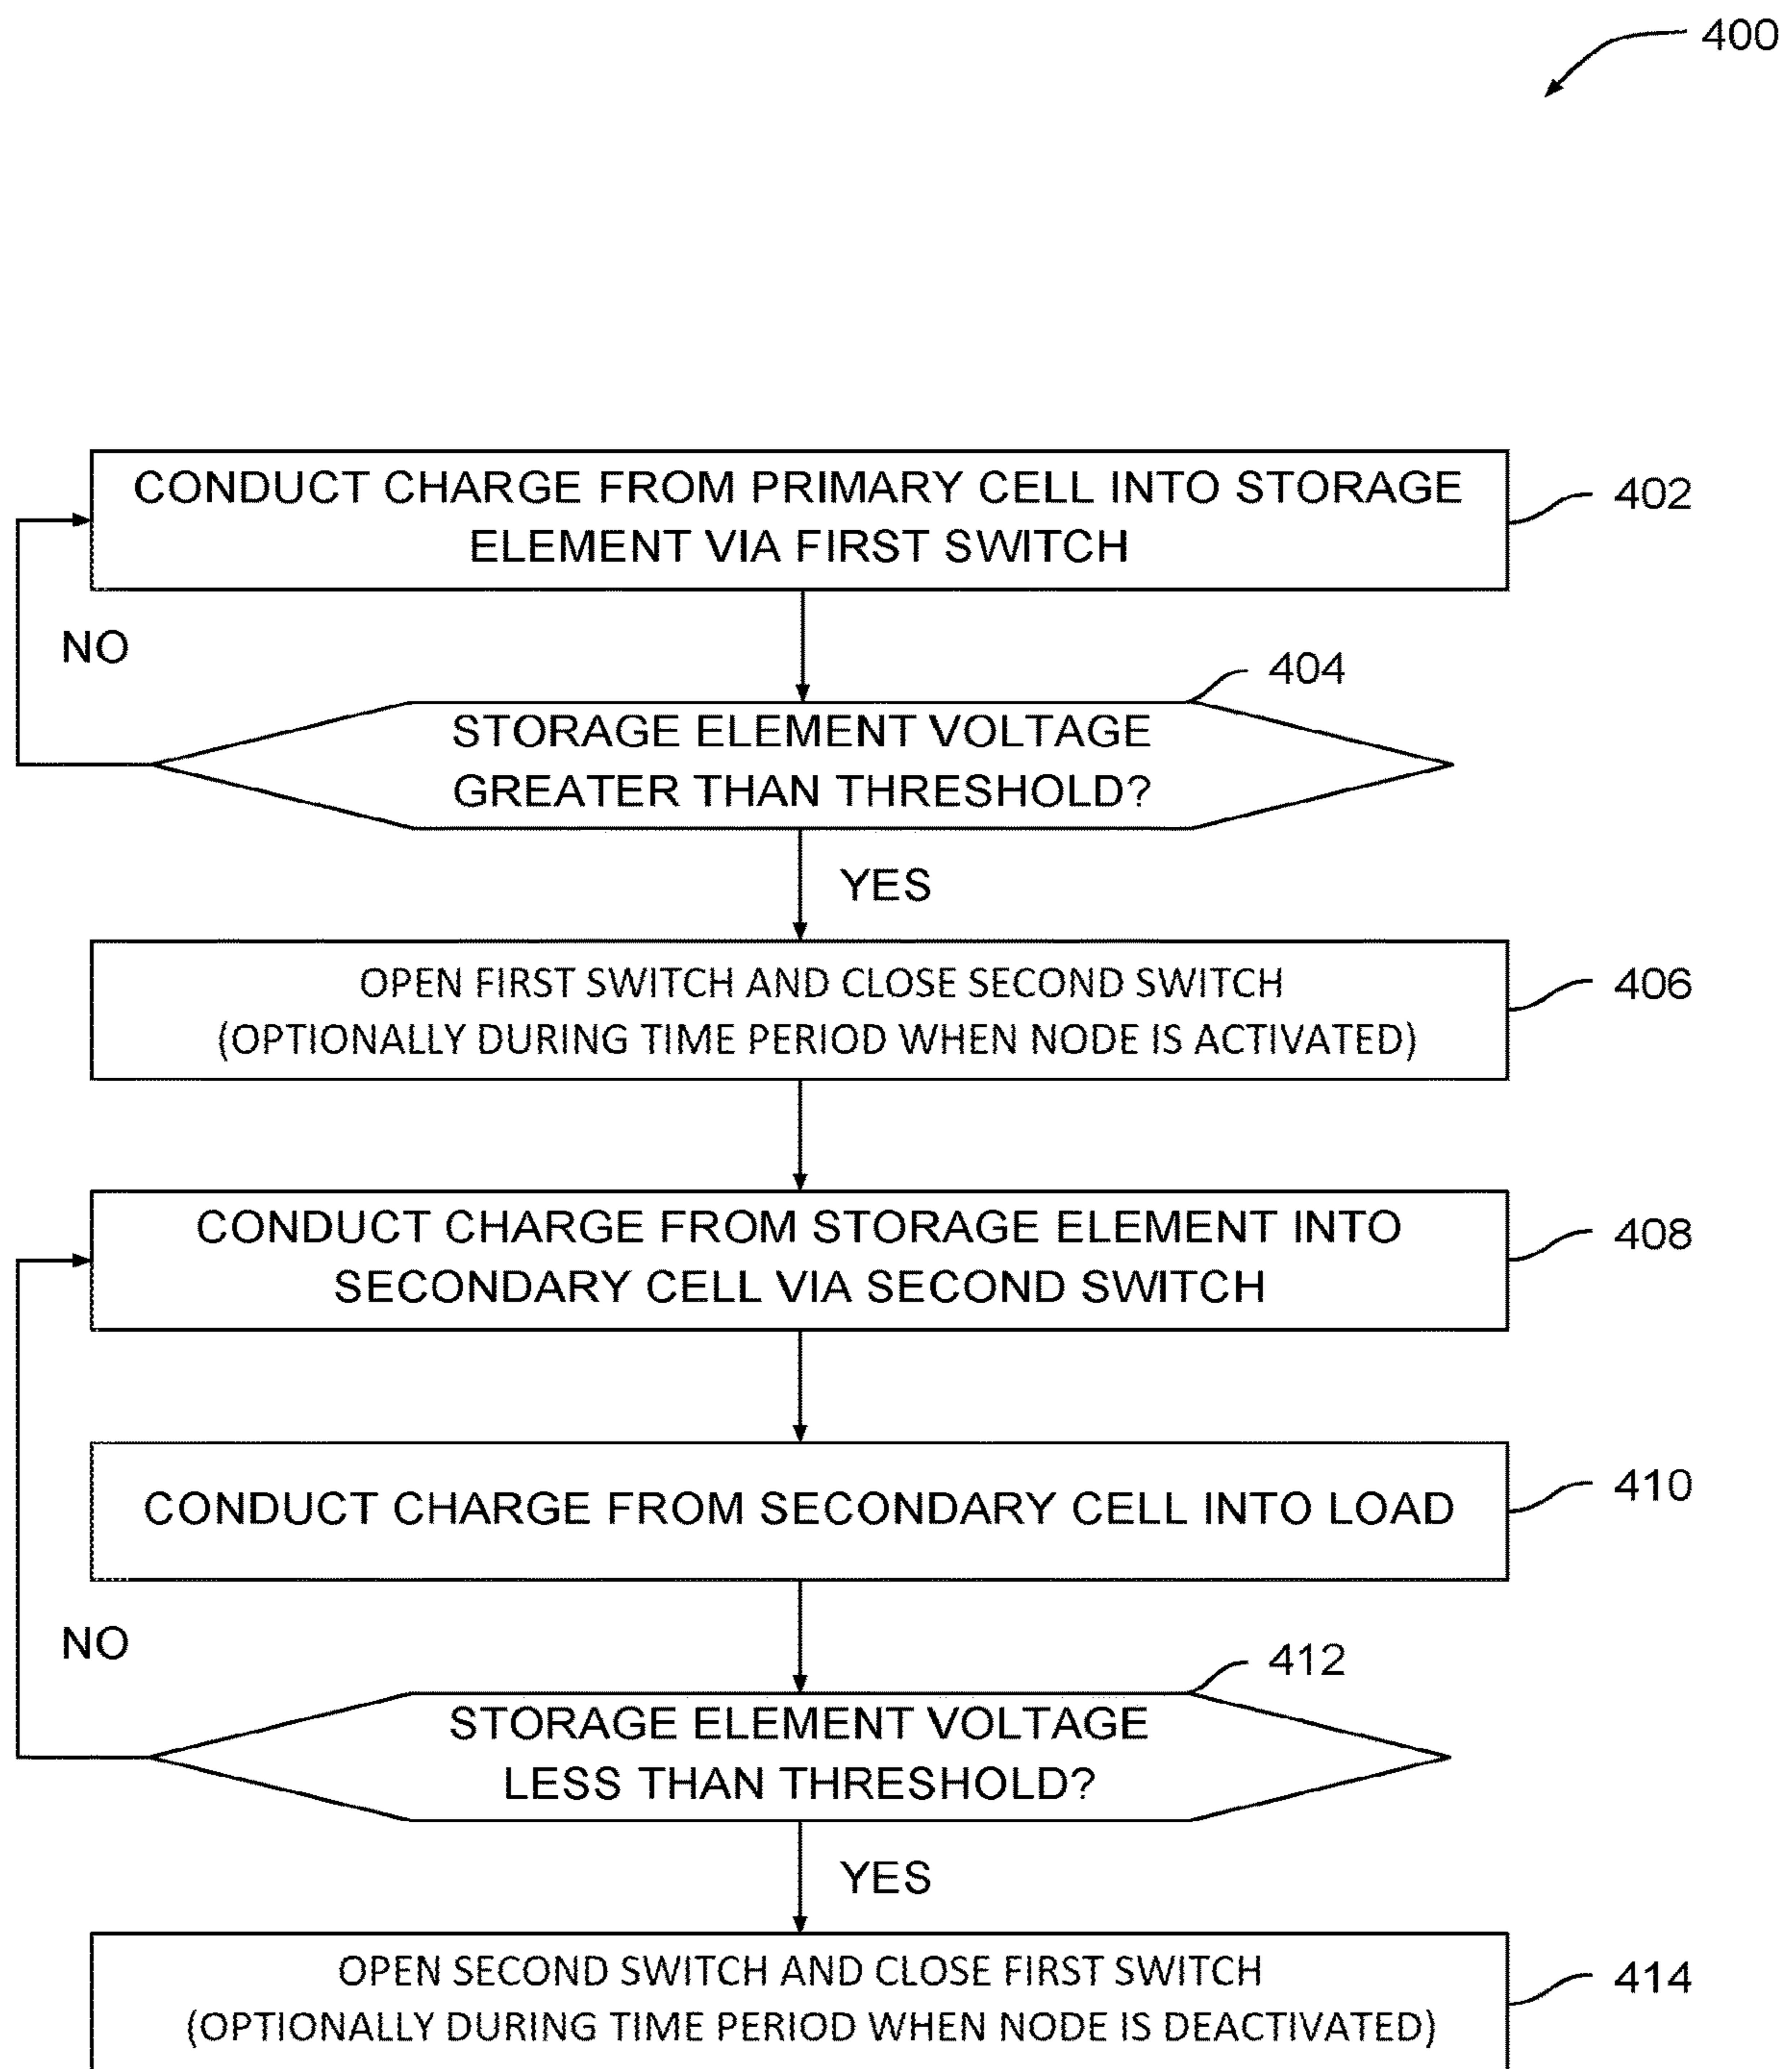 400
CONDUCT CHARGE FROM PRIMARY CELL INTO STORAGE
ELEMENT VIA FIRST SWITCH
402
NO
404
STORAGE ELEMENT VOLTAGE
GREATER THAN THRESHOLD?
YES
OPEN FIRST SWITCH AND CLOSE SECOND SWITCH
(OPTIONALLY DURING TIME PERIOD WHEN NODE IS ACTIVATED)
406
CONDUCT CHARGE FROM STORAGE ELEMENT INTO
SECONDARY CELL VIA SECOND SWITCH
408
CONDUCT CHARGE FROM SECONDARY CELL INTO LOAD
410
NO
412
STORAGE ELEMENT VOLTAGE
LESS THAN THRESHOLD?
YES
OPEN SECOND SWITCH AND CLOSE FIRST SWITCH
(OPTIONALLY DURING TIME PERIOD WHEN NODE IS DEACTIVATED)
414